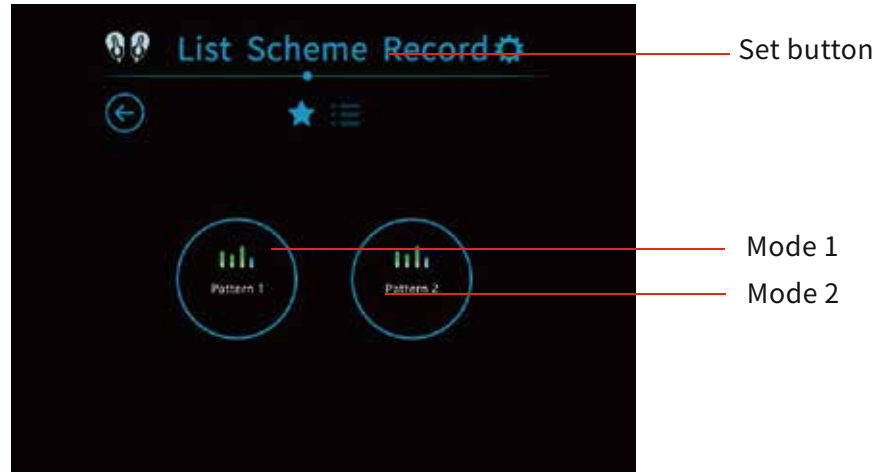 List Scheme Record
Set button
Pattern 1
Pattern 2
Mode 1
Mode 2